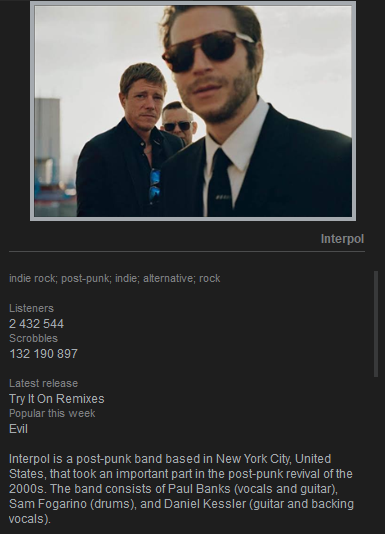 Interpol
indie rock; post-punk; indie; alternative; rock
Listeners
2 432 544
Scrobbles
132 190 897
Latest release
Try It On Remixes
Popular this week
Evil
Interpol is a post-punk band based in New York City, United
States, that took an important part in the post-punk revival of the
2000s. The band consists of Paul Banks (vocals and guitar),
Sam Fogarino (drums), and Daniel Kessler (guitar and backing
vocals).